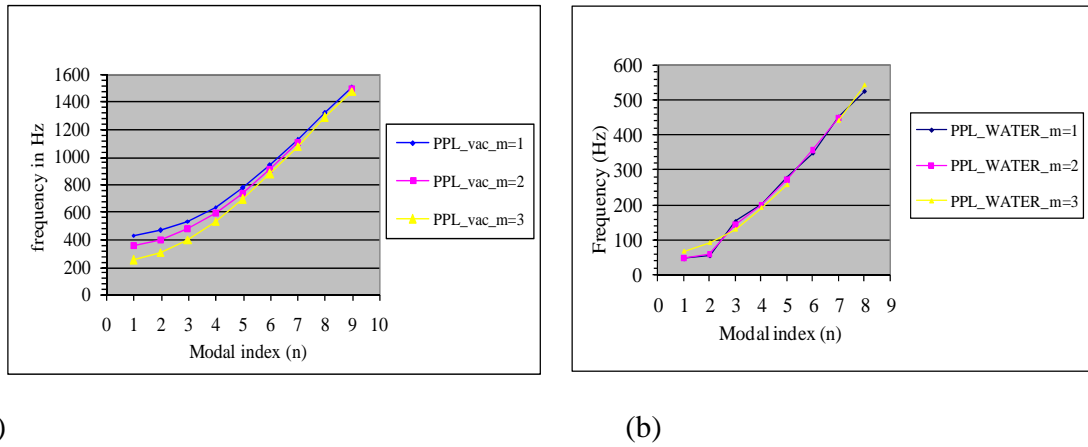 frequency in Hz
1600
1400
1200
1000
800
600
400
200
0
0 1 2 3 4 5 6 7 8 9 10
Modal index (n)
PPL_vac_m=1
PPL_vac_m=2
PPL_vac_m=3
Frequency (Hz)
600
500
400
300
200
100
0
0 1 2 3 4 5 6 7 8 9
Modal index (n)
PPL_WATER_m=1
PPL_WATER_m=2
PPL_WATER_m=3
)
(b)